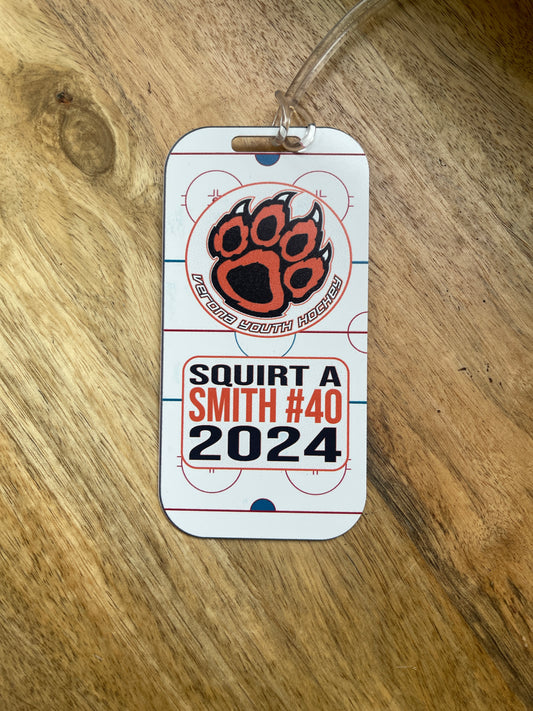 Verona Youth Hockey
SQUIRT A
SMITH #40
2024